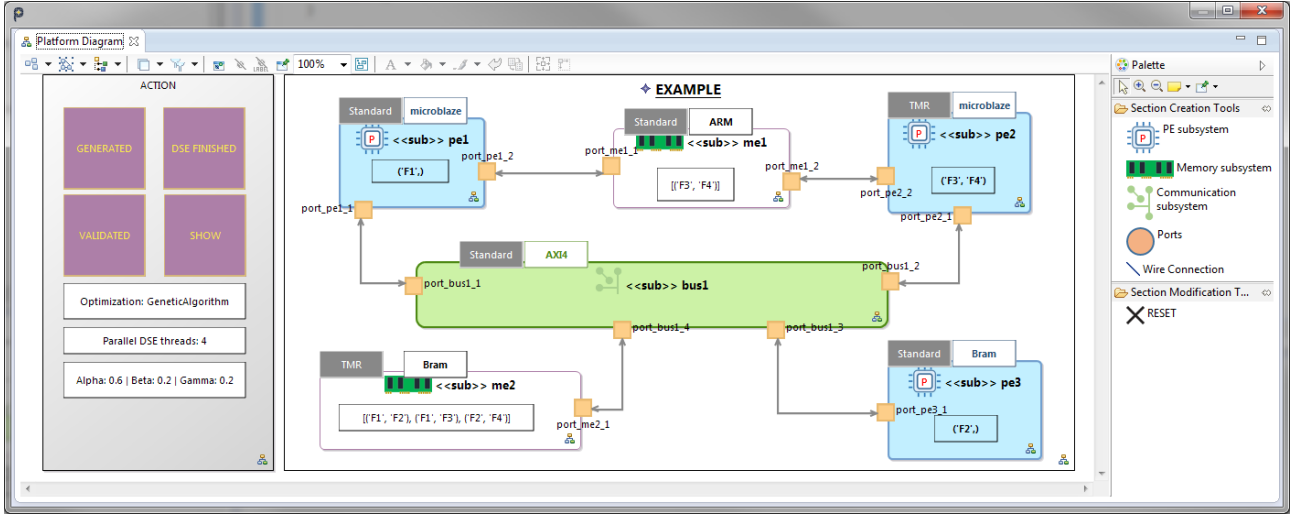 Platform Diagram
100%
ACTION
GENERATED
DSE FINISHED
VALIDATED
SHOW
Optimization: GeneticAlgorithm
Parallel DSE threads: 4
Alpha: 0.6 | Beta: 0.2 | Gamma: 0.2
EXAMPLE
Standard
microblaze
<<sub>> pe1
('F1',)
port_pe1_2
port_pe1_1
Standard
ARM
<<sub>> me1
[('F3', 'F4')]
port_me1_1
port_me1_2
TMR
microblaze
<<sub>> pe2
('F3', 'F4')
port_pe2_2
port_pe2_1
Standard
AXI4
<<sub>> bus1
port_bus1_1
port_bus1_2
port_bus1_4
port_bus1_3
TMR
Bram
<<sub>> me2
[('F1', 'F2'), ('F1', 'F3'), ('F2', 'F4')]
port_me2_1
Standard
Bram
<<sub>> pe3
port_pe3_1
('F2',)
Palette
Section Creation Tools
PE subsystem
Memory subsystem
Communication
subsystem
Ports
Wire Connection
Section Modification T...
RESET